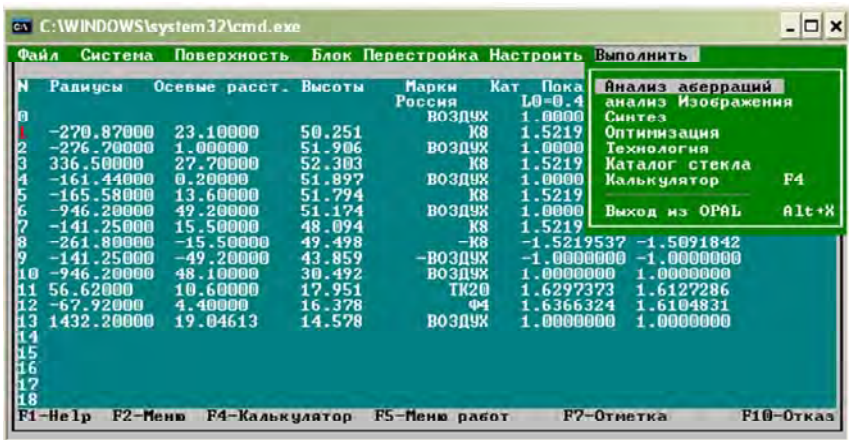 C:\WINDOWS\system32\cmd.exe
Файл Система Поверхность Блок Перестройка Настроить Выполнить
N Радиусы Осевые расст. Высоты Марки Кат Пока Анализ аберраций
Россия L0=0.4 анализ Изображения
0 ВОЗДУХ 1.0000 Синтез
1 -270.87000 23.10000 50.251 К8 1.5219 Оптимизация
2 -276.70000 1.00000 51.906 ВОЗДУХ 1.0000 Технология
3 336.50000 27.70000 52.303 К8 1.5219 Каталог стекла
4 -161.44000 0.20000 51.897 ВОЗДУХ 1.0000 Калькулятор F4
5 -165.58000 13.60000 51.794 К8 1.5219
6 -946.20000 49.20000 51.174 ВОЗДУХ 1.0000 Выход из OPAL Alt+X
7 -141.25000 15.50000 48.094 К8 1.5219
8 -261.80000 -15.50000 49.498 -К8 -1.5219537 -1.5091842
9 -141.25000 -49.20000 43.859 -ВОЗДУХ -1.0000000 -1.0000000
10 -946.20000 48.10000 30.492 ВОЗДУХ 1.0000000 1.0000000
11 56.62000 10.60000 17.951 ТК20 1.6297373 1.6127286
12 -67.92000 4.40000 16.378 Ф4 1.6366324 1.6104831
13 1432.20000 19.04613 14.578 ВОЗДУХ 1.0000000 1.0000000
14
15
16
17
18
F1-Help F2-Меню F4-Калькулятор F5-Меню работ F7-Отметка F10-Отказ